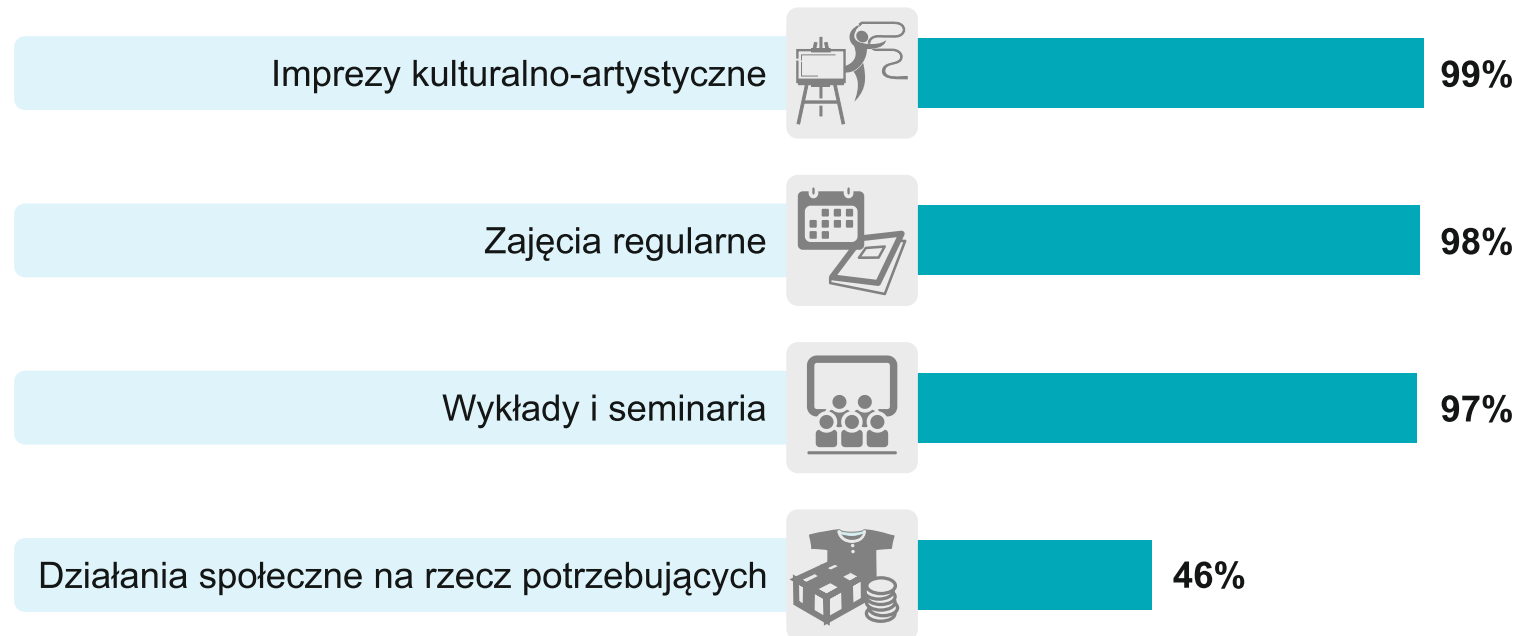 Imprezy kulturalno-artystyczne 99%
Zajęcia regularne 98%
Wykłady i seminaria 97%
Działania społeczne na rzecz potrzebujących 46%